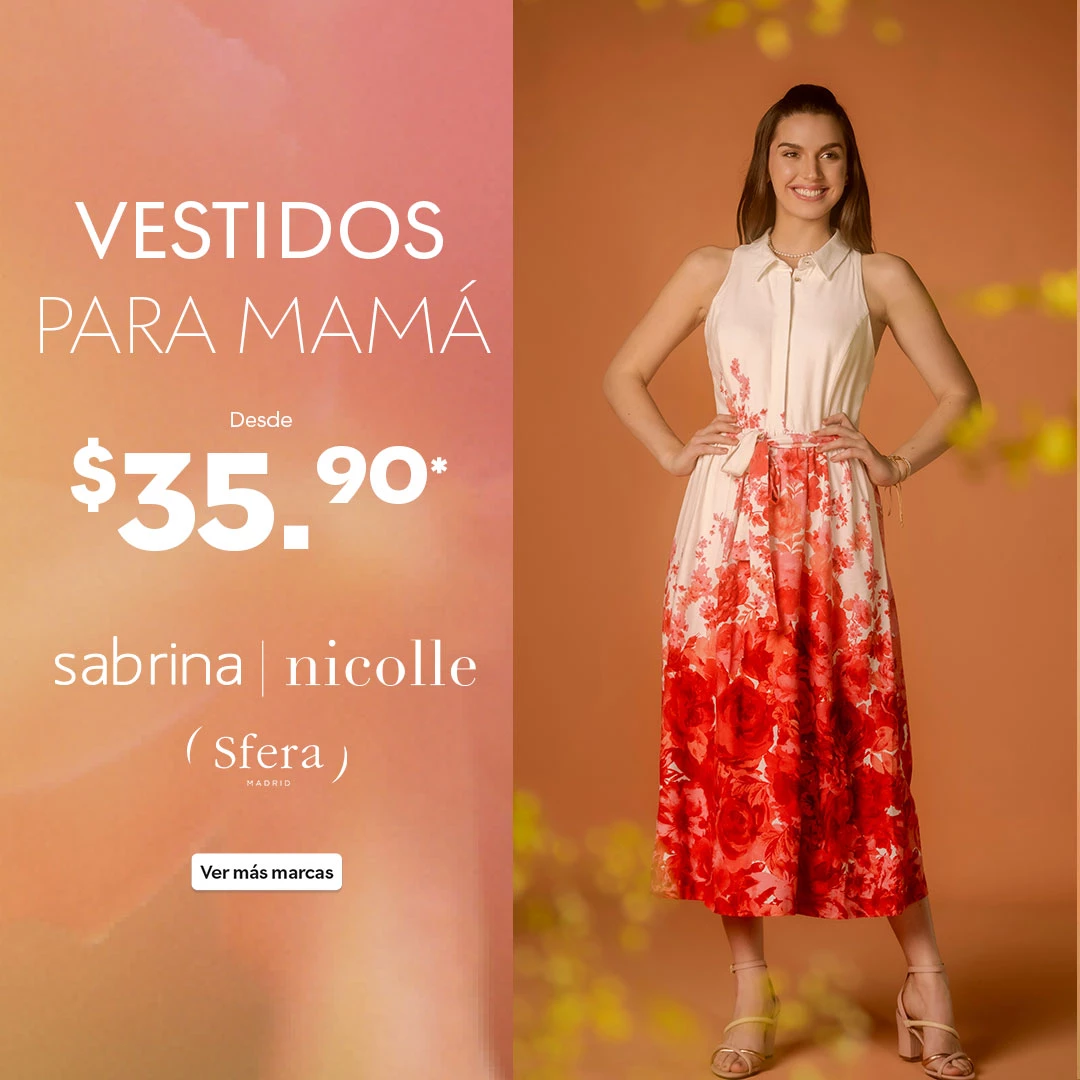 VESTIDOS
PARA MAMÁ
Desde
$35.90*
sabrina | nicolle
(Sfera)
MADRID
Ver más marcas